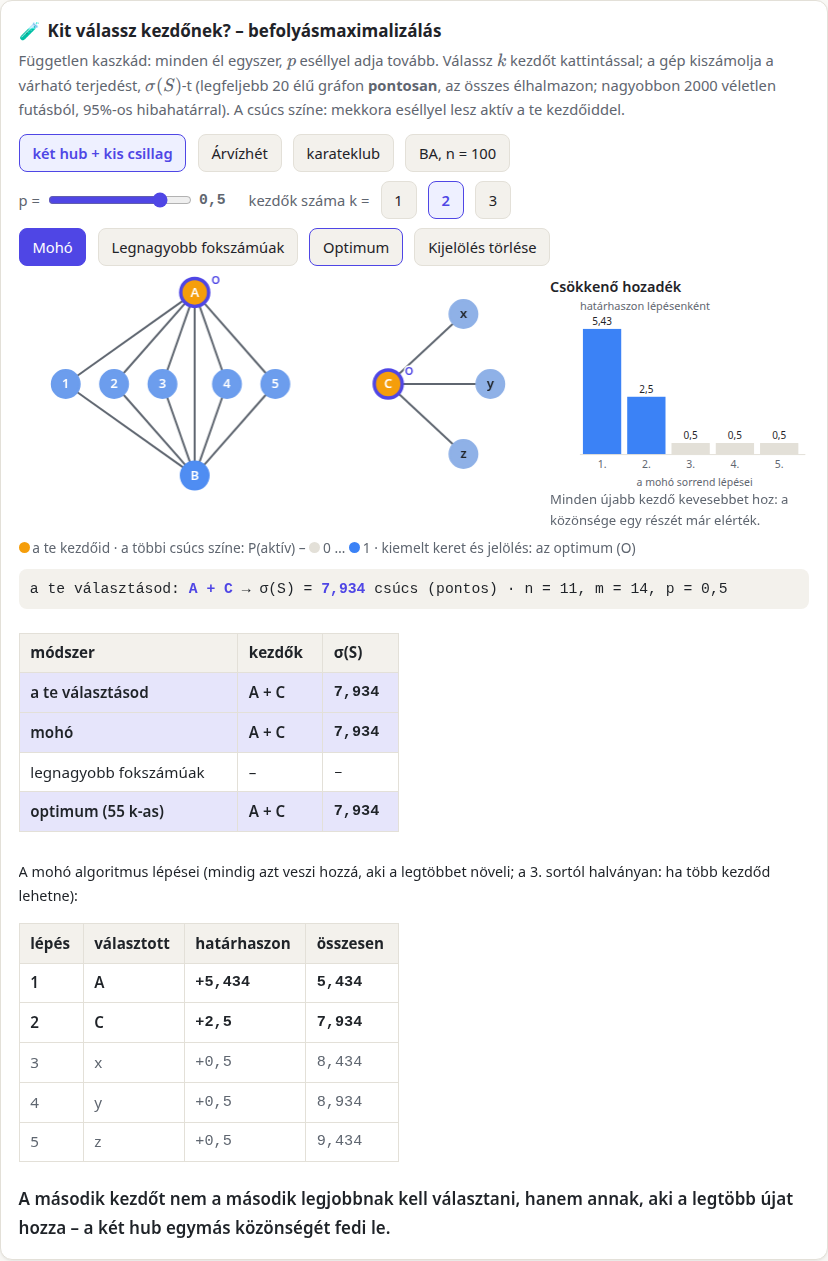 🧪 Kit válassz kezdőnek? – befolyásmaximalizálás
Független kaszkád: minden él egyszer, p eséllyel adja tovább. Válassz k kezdőt kattintással; a gép kiszámolja a
várható terjedést, σ(S)-t (legfeljebb 20 élű gráfon pontosan, az összes élhalmazon; nagyobbon 2000 véletlen
futásból, 95%-os hibahatárral). A csúcs színe: mekkora eséllyel lesz aktív a te kezdőiddel.
két hub + kis csillag Árvízhét karateklub BA, n = 100
p = 0,5 kezdők száma k = 1 2 3
Mohó Legnagyobb fokszámúak Optimum Kijelölés törlése
A O
1 2 3 4 5
B
C O
x
y
z
Csökkenő hozadék
határhaszon lépésenként
5,43
2,5
0,5 0,5 0,5
1. 2. 3. 4. 5.
a mohó sorrend lépései
Minden újabb kezdő kevesebbet hoz: a
közönsége egy részét már elérték.
a te kezdőid · a többi csúcs színe: P(aktív) – 0 ... 1 · kiemelt keret és jelölés: az optimum (O)
a te választásod: A + C → σ(S) = 7,934 csúcs (pontos) · n = 11, m = 14, p = 0,5
módszer kezdők σ(S)
a te választásod A + C 7,934
mohó A + C 7,934
legnagyobb fokszámúak – –
optimum (55 k-as) A + C 7,934
A mohó algoritmus lépései (mindig azt veszi hozzá, aki a legtöbbet növeli; a 3. sortól halványan: ha több kezdőd
lehetne):
lépés választott határhaszon összesen
1 A +5,434 5,434
2 C +2,5 7,934
3 x +0,5 8,434
4 y +0,5 8,934
5 z +0,5 9,434
A második kezdőt nem a második legjobbnak kell választani, hanem annak, aki a legtöbb újat
hozza – a két hub egymás közönségét fedi le.